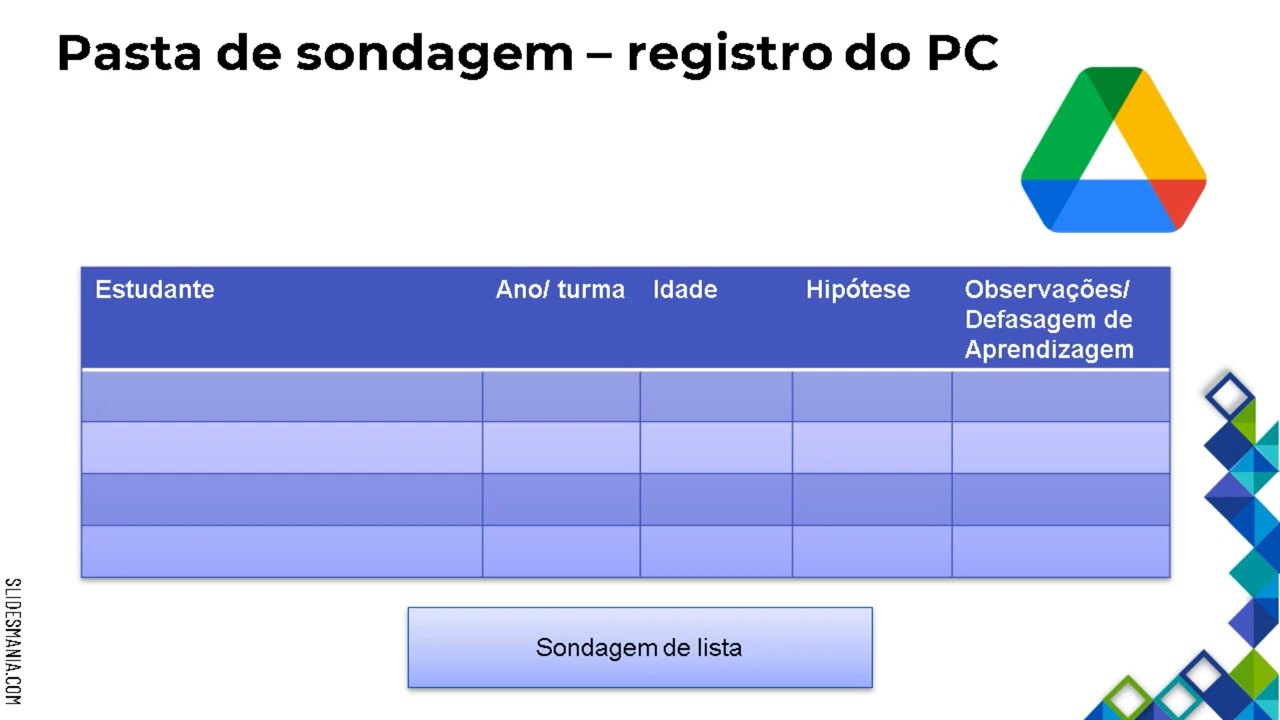 Pasta de sondagem – registro do PC
Estudante
Ano/ turma
Idade
Hipótese
Observações/
Defasagem de
Aprendizagem
Sondagem de lista
SLIDESMANIA.COM